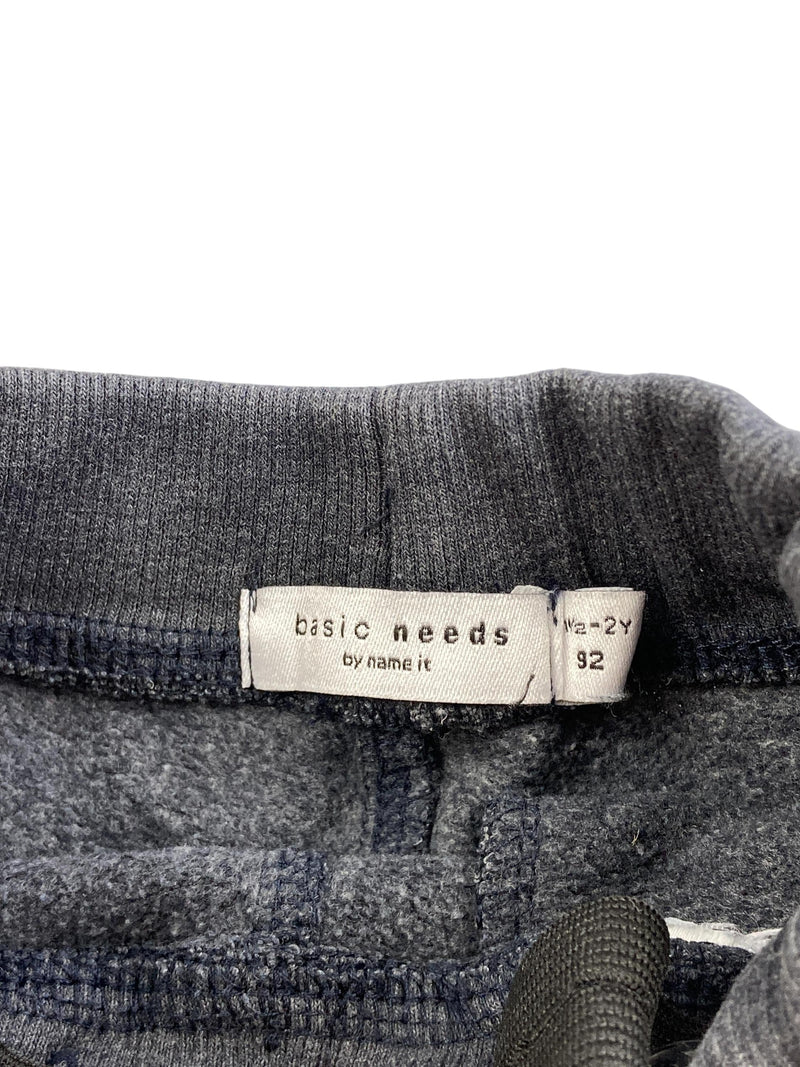 basic needs
by name it
1½-2Y
92